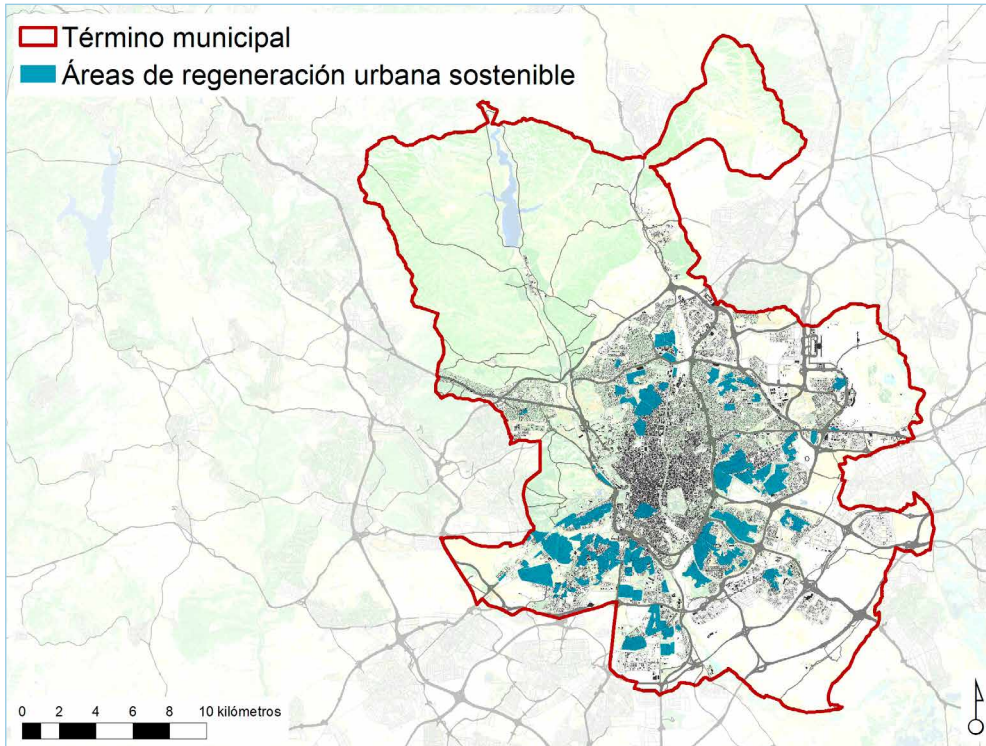 Término municipal
Áreas de regeneración urbana sostenible
0 2 4 6 8 10 kilómetros